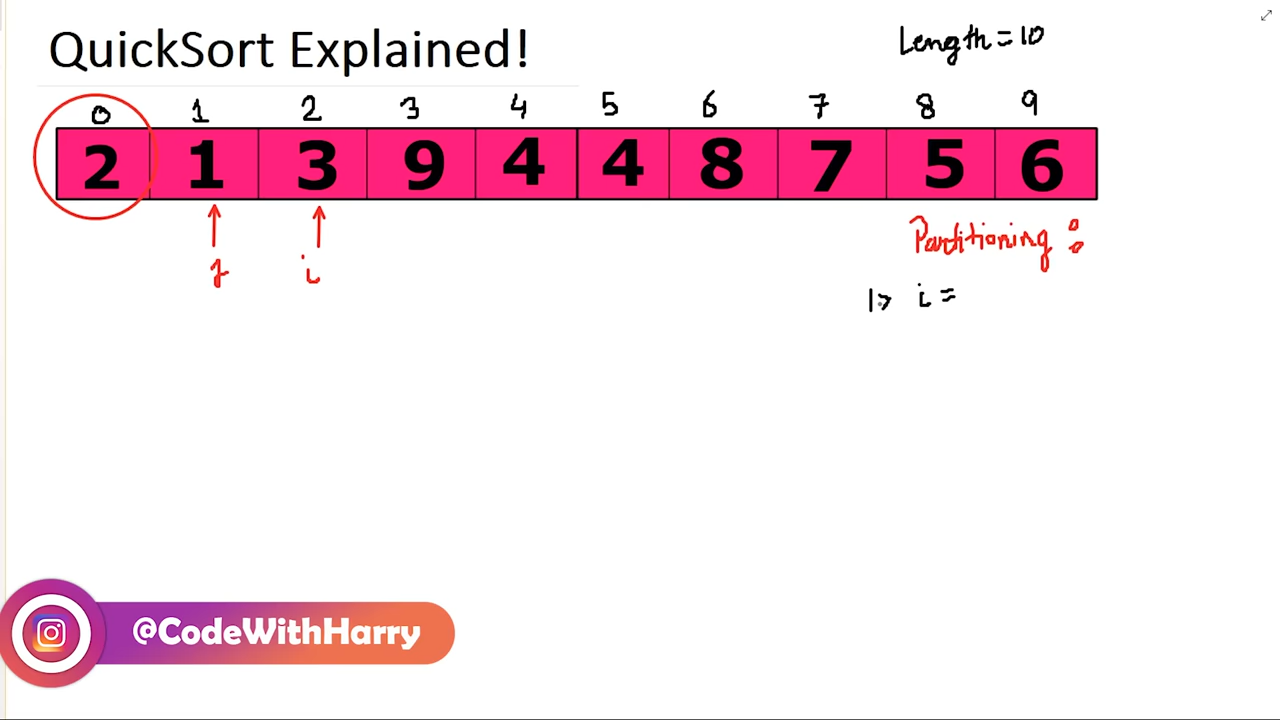 QuickSort Explained!
Length = 10
0 1 2 3 4 5 6 7 8 9
2 1 3 9 4 4 8 7 5 6
j i
Partitioning :
1> i =
@CodeWithHarry